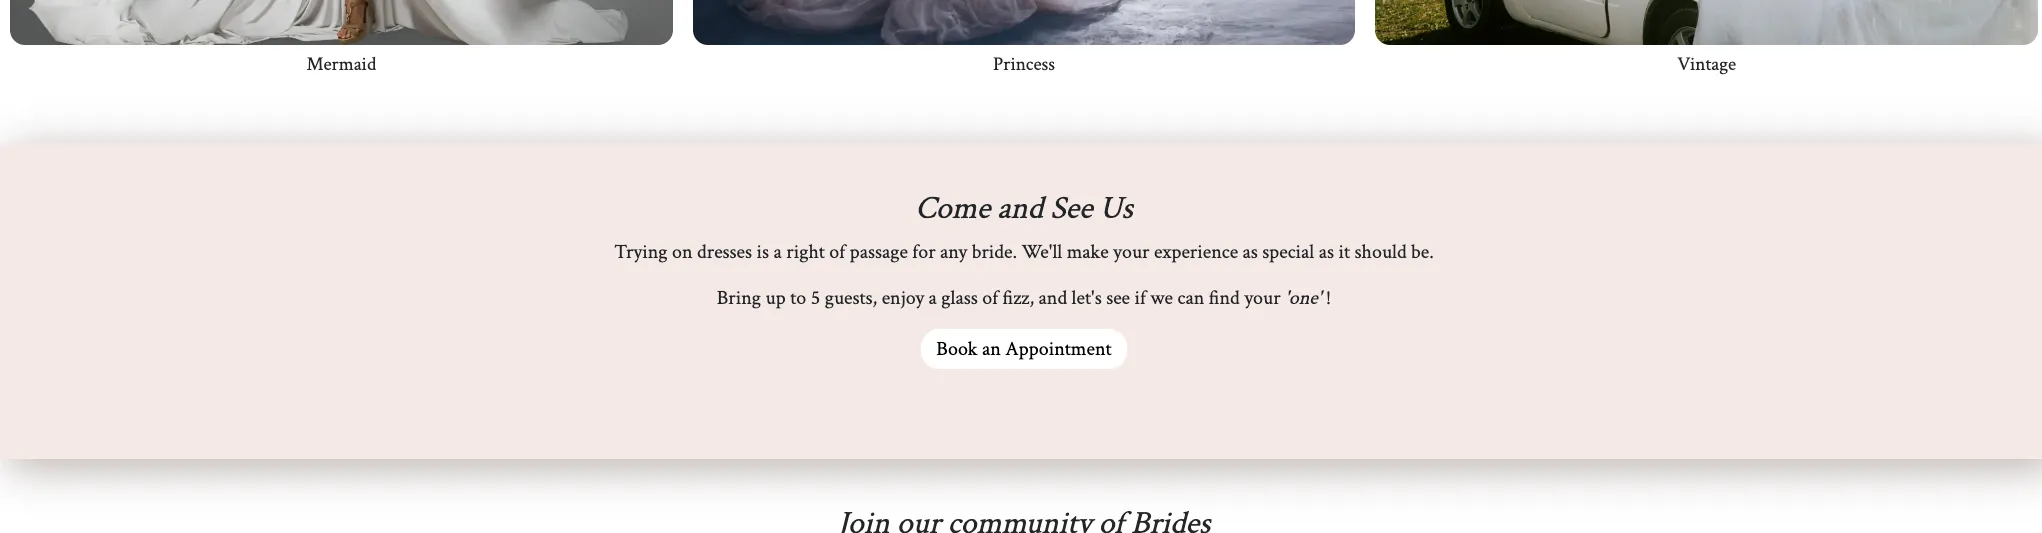 Mermaid
Princess
Vintage
Come and See Us
Trying on dresses is a right of passage for any bride. We'll make your experience as special as it should be.
Bring up to 5 guests, enjoy a glass of fizz, and let's see if we can find your 'one'!
Book an Appointment
Join our community of Brides